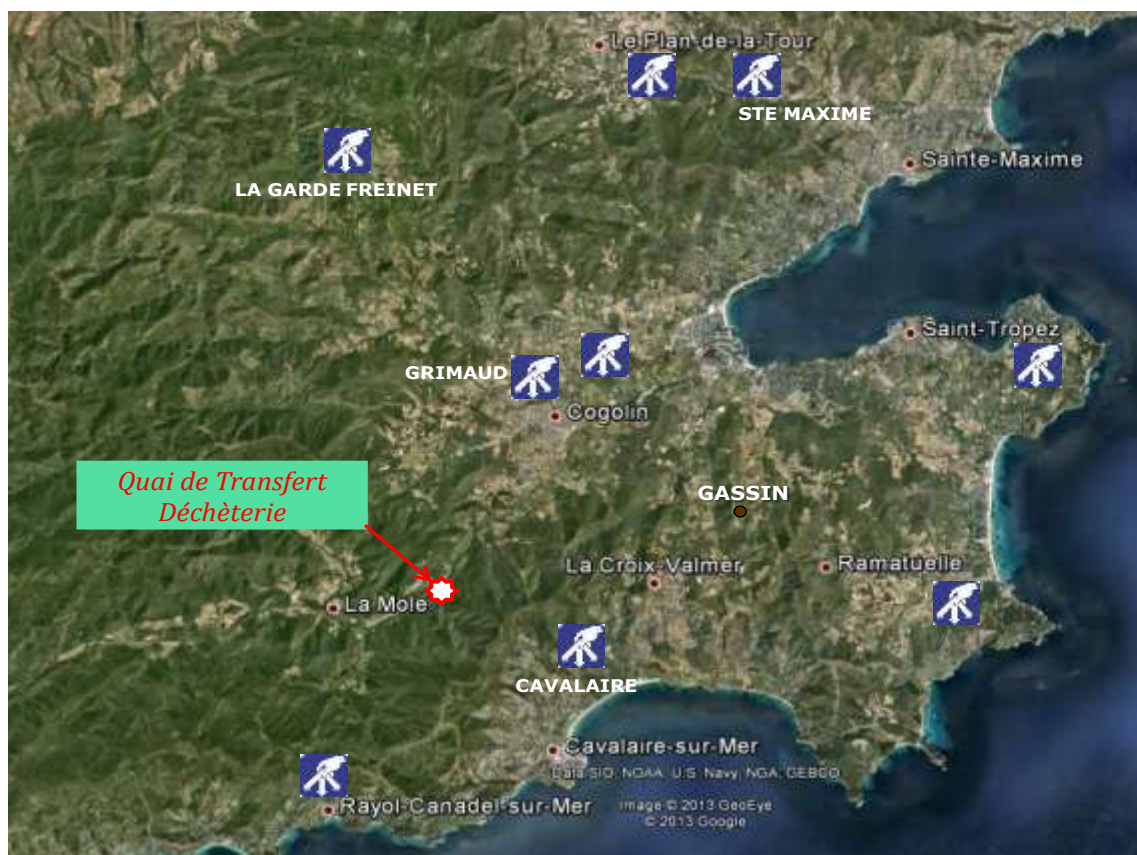 Le Plan-de-la-Tour
STE MAXIME
Sainte-Maxime
LA GARDE FREINET
Saint-Tropez
GRIMAUD
Cogolin
Quai de Transfert
Déchèterie
GASSIN
La Croix-Valmer
Ramatuelle
La Mole
CAVALAIRE
Cavalaire-sur-Mer
Data SIO, NOAA, U.S. Navy, NGA, GEBCO
Rayol-Canadel-sur-Mer
Image © 2013 GeoEye
© 2013 Google